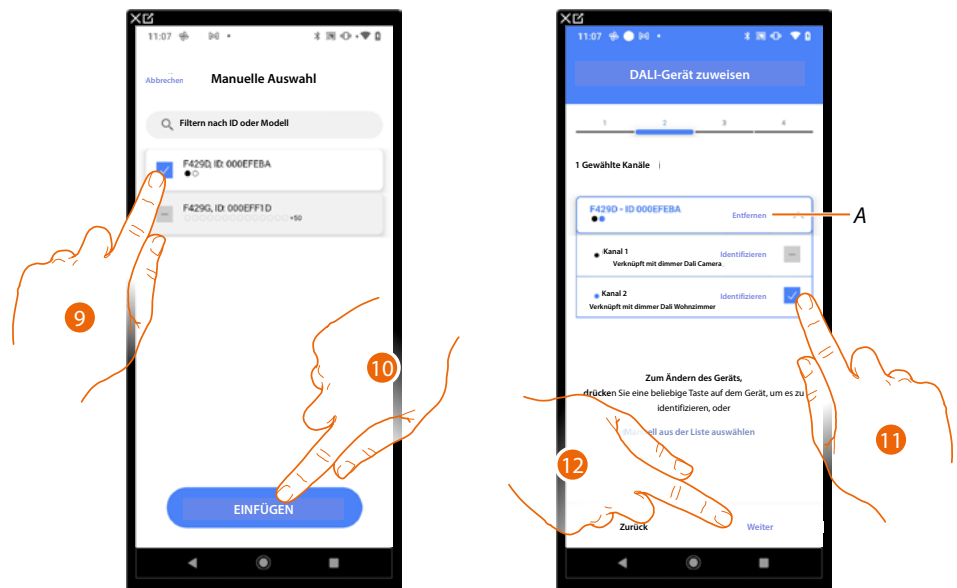 11:07
Abbrechen
Manuelle Auswahl
Filtern nach ID oder Modell
F429D, ID: 000EFEBA
F429G, ID: 000EFF1D
+50
9
10
EINFÜGEN
11:07
DALI-Gerät zuweisen
1 2 3 4
1 Gewählte Kanäle
F429D - ID 000EFEBA
Entfernen
A
Kanal 1
Identifizieren
Verknüpft mit dimmer Dali Camera
Kanal 2
Identifizieren
Verknüpft mit dimmer Dali Wohnzimmer
Zum Ändern des Geräts,
drücken Sie eine beliebige Taste auf dem Gerät, um es zu
identifizieren, oder
aus der Liste auswählen
11
12
Zurück
Weiter